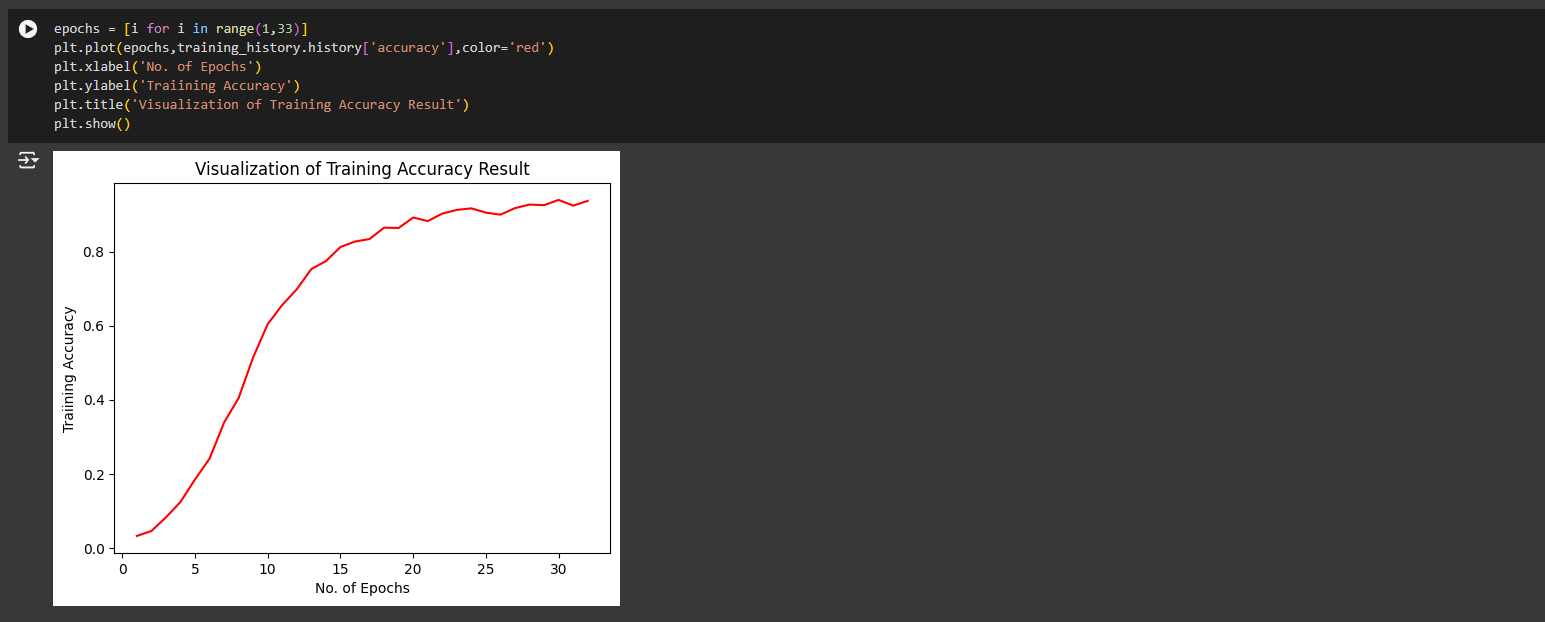 epochs = [i for i in range(1,33)]
plt.plot(epochs,training_history.history['accuracy'],color='red')
plt.xlabel('No. of Epochs')
plt.ylabel('Traiining Accuracy')
plt.title('Visualization of Training Accuracy Result')
plt.show()
Visualization of Training Accuracy Result
Traiining Accuracy
0.8
0.6
0.4
0.2
0.0
0 5 10 15 20 25 30
No. of Epochs